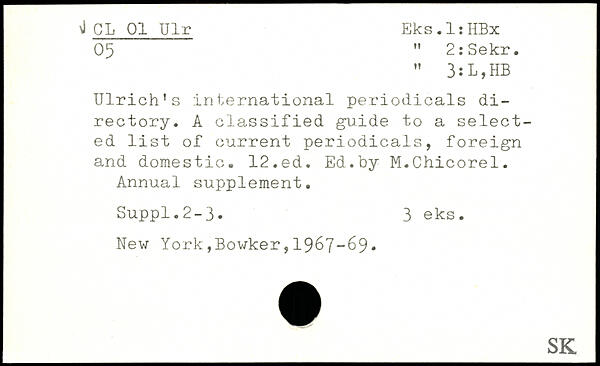 √ CL 01 Ulr Eks.1:HBx
05 " 2:Sekr.
" 3:L,HB
Ulrich's international periodicals di-
rectory. A classified guide to a select-
ed list of current periodicals, foreign
and domestic. 12.ed. Ed.by M.Chicorel.
Annual supplement.
Suppl.2-3. 3 eks.
New York,Bowker,1967-69.
SK